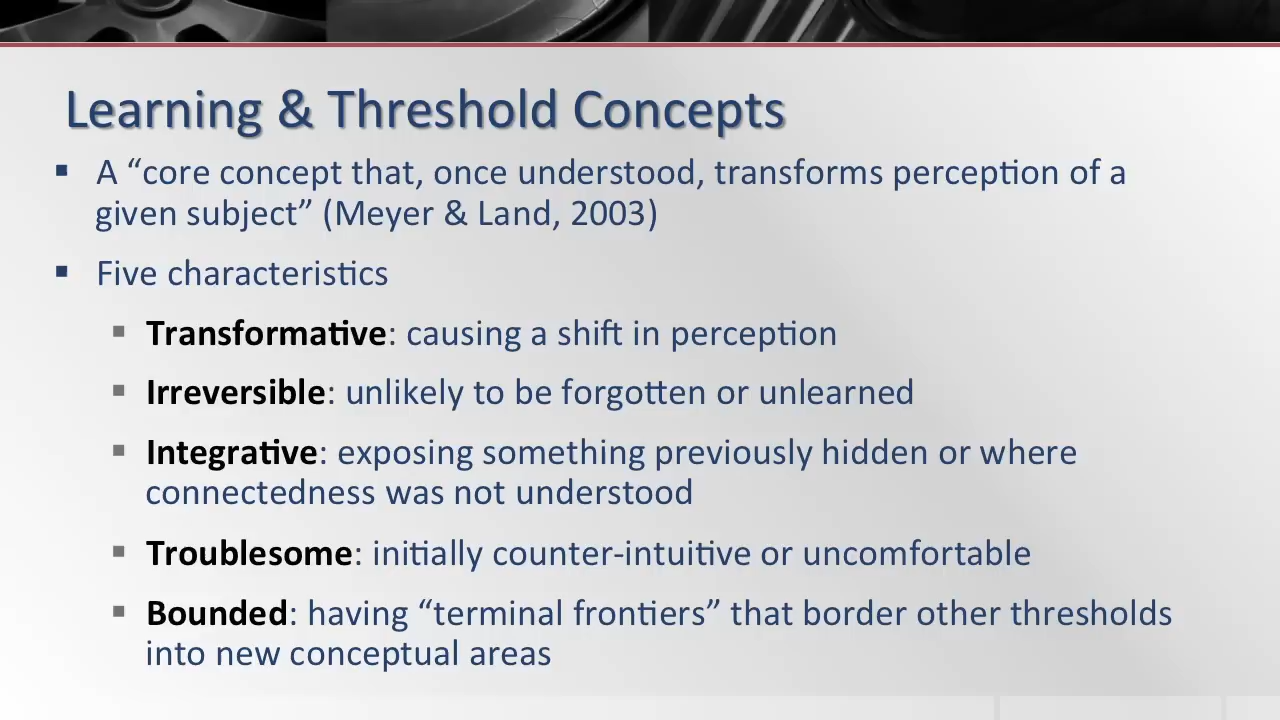 Learning & Threshold Concepts
▪ A “core concept that, once understood, transforms perception of a
given subject” (Meyer & Land, 2003)
▪ Five characteristics
▪ Transformative: causing a shift in perception
▪ Irreversible: unlikely to be forgotten or unlearned
▪ Integrative: exposing something previously hidden or where
connectedness was not understood
▪ Troublesome: initially counter-intuitive or uncomfortable
▪ Bounded: having “terminal frontiers” that border other thresholds
into new conceptual areas